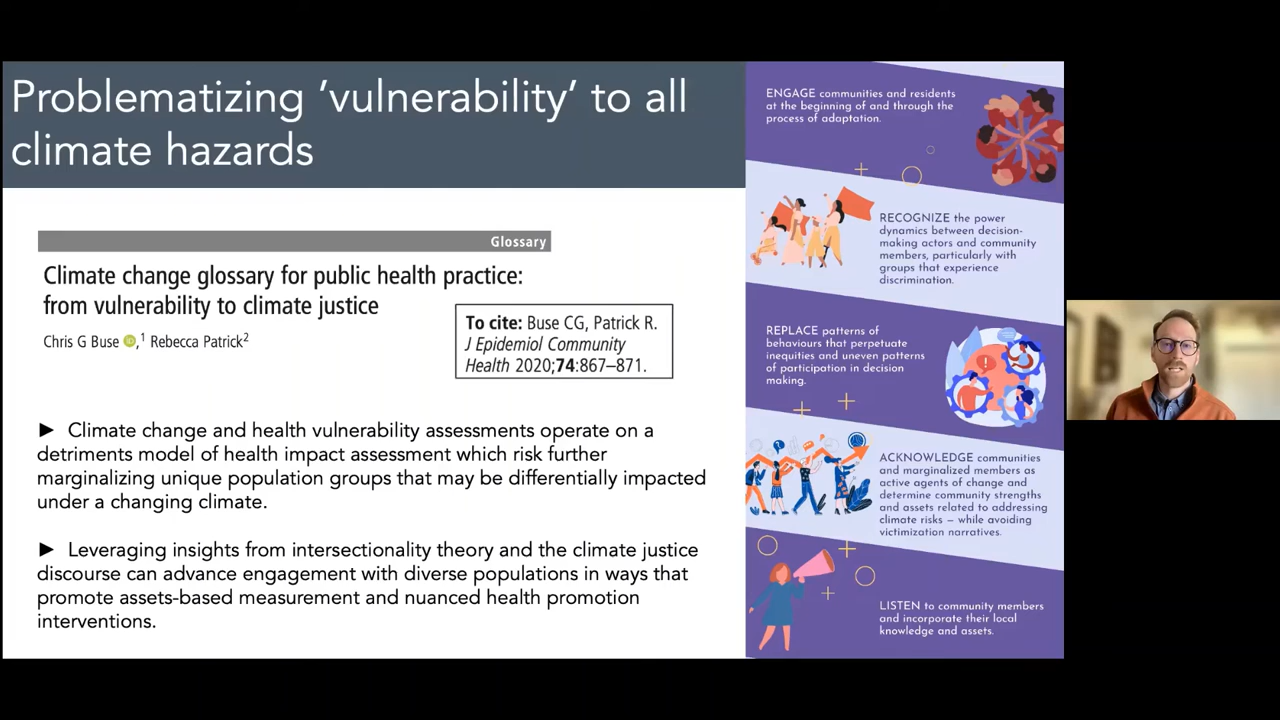 Problematizing ‘vulnerability’ to all
climate hazards
Glossary
Climate change glossary for public health practice:
from vulnerability to climate justice
Chris G Buse iD,1 Rebecca Patrick2
To cite: Buse CG, Patrick R.
J Epidemiol Community
Health 2020;74:867–871.
► Climate change and health vulnerability assessments operate on a
detriments model of health impact assessment which risk further
marginalizing unique population groups that may be differentially impacted
under a changing climate.
► Leveraging insights from intersectionality theory and the climate justice
discourse can advance engagement with diverse populations in ways that
promote assets-based measurement and nuanced health promotion
interventions.
ENGAGE communities and residents
at the beginning of and through the
process of adaptation.
RECOGNIZE the power
dynamics between decision-
making actors and community
members, particularly with
groups that experience
discrimination.
REPLACE patterns of
behaviours that perpetuate
inequities and uneven patterns
of participation in decision
making.
ACKNOWLEDGE communities
and marginalized members as
active agents of change and
determine community strengths
and assets related to addressing
climate risks – while avoiding
victimization narratives.
LISTEN to community members
and incorporate their local
knowledge and assets.